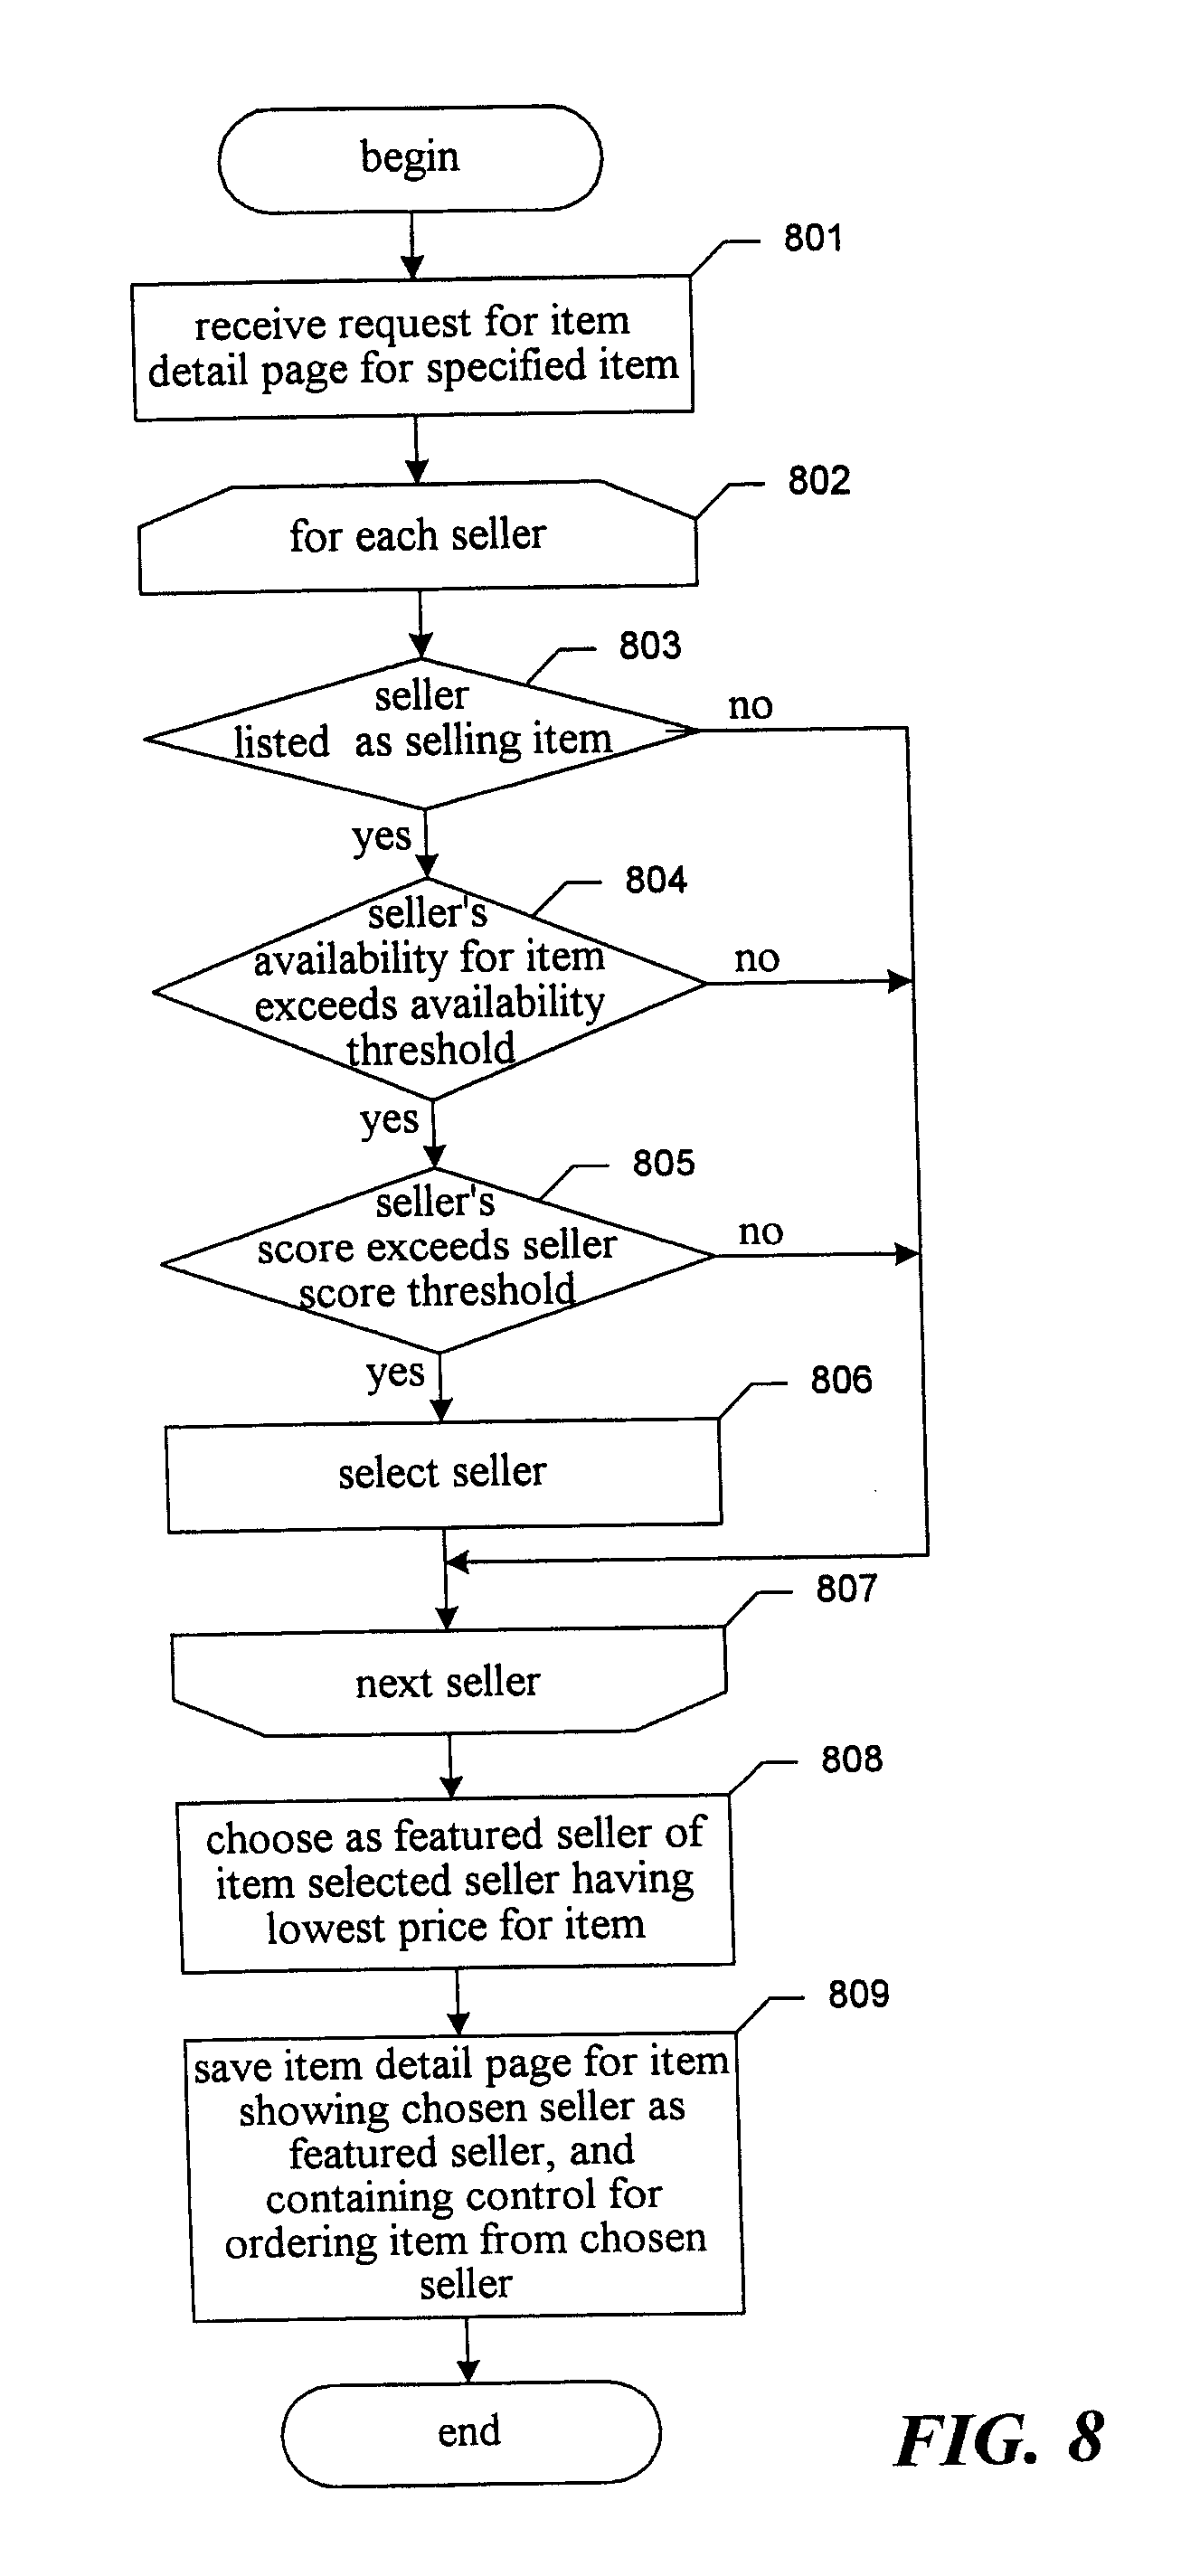 begin
801
receive request for item
detail page for specified item
802
for each seller
803
seller
listed as selling item
no
yes
804
seller's
availability for item
exceeds availability
threshold
no
yes
805
seller's
score exceeds seller
score threshold
no
yes
806
select seller
807
next seller
808
choose as featured seller of
item selected seller having
lowest price for item
809
save item detail page for item
showing chosen seller as
featured seller, and
containing control for
ordering item from chosen
seller
end
FIG. 8